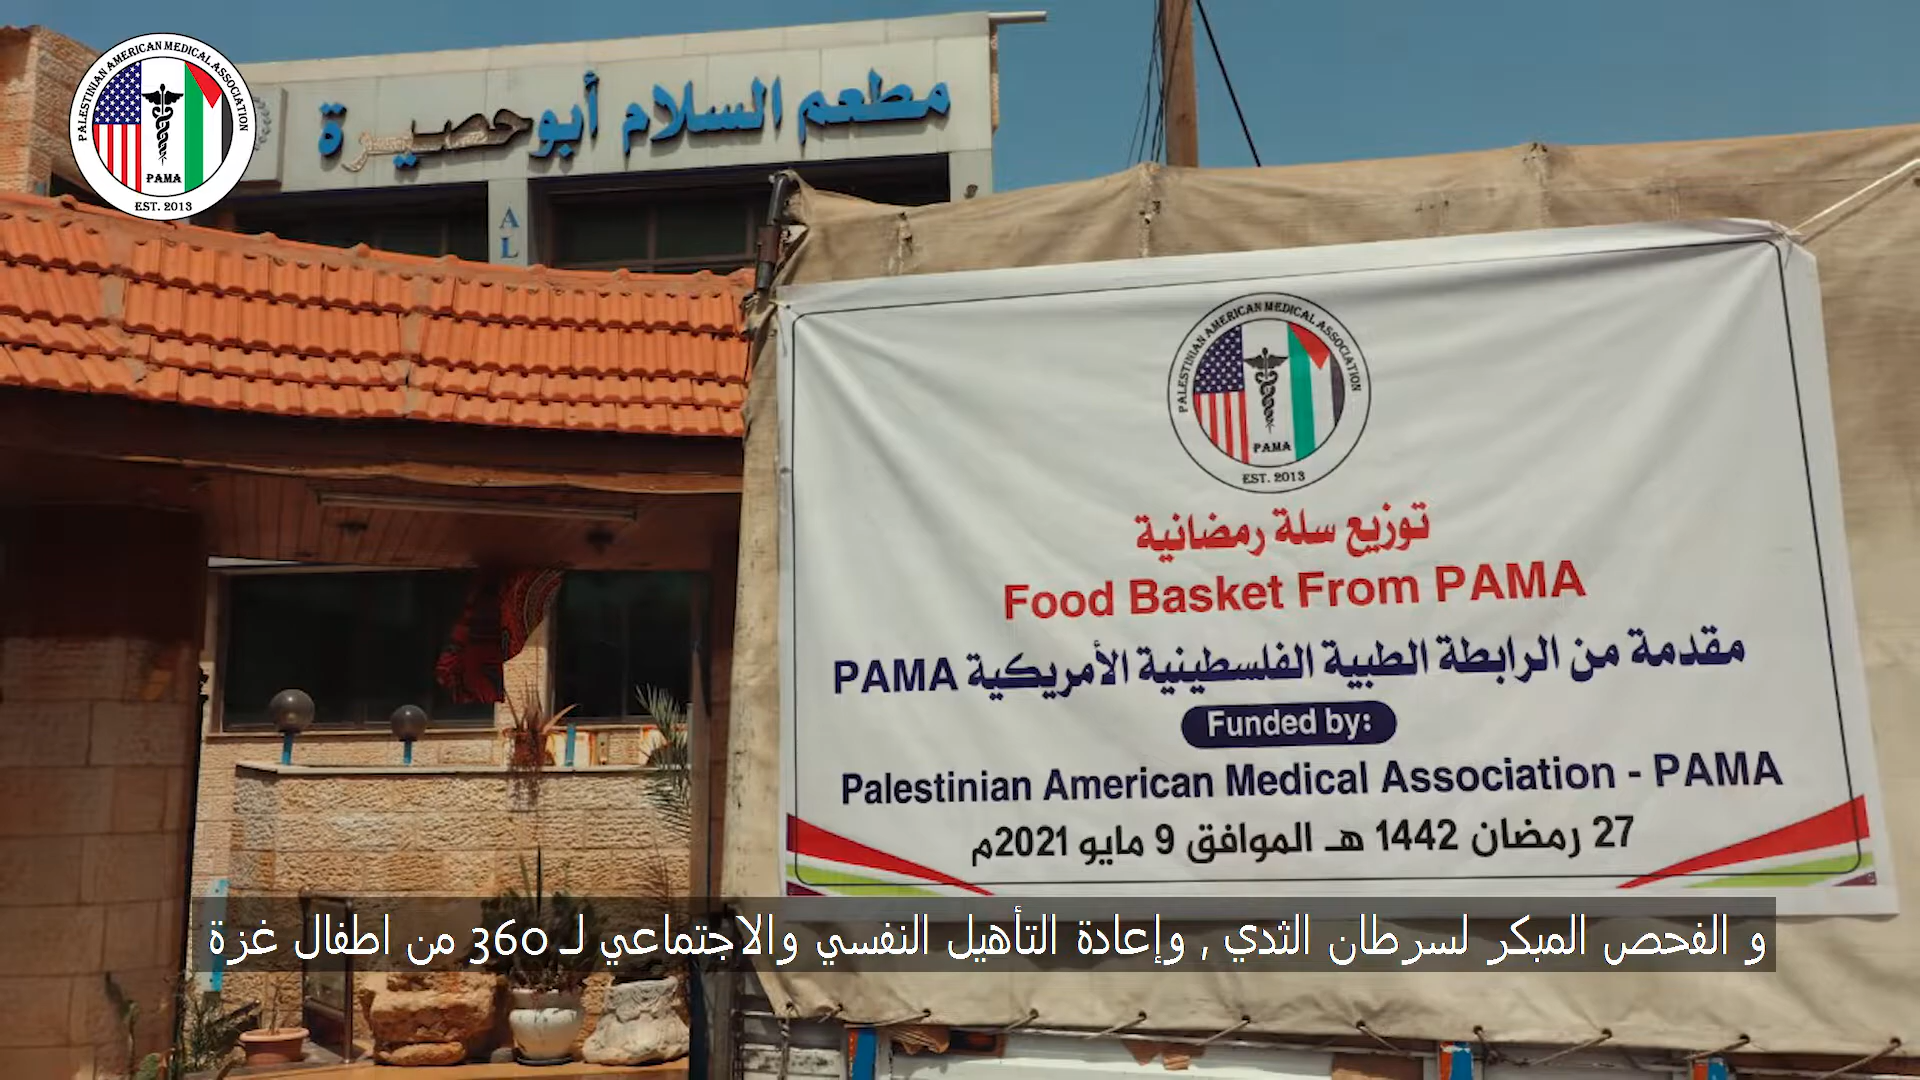 PALESTINIAN AMERICAN MEDICAL ASSOCIATION
PAMA
EST. 2013
مطعم السلام أبو حصيرة
AL
PALESTINIAN AMERICAN MEDICAL ASSOCIATION
PAMA
EST. 2013
توزيع سلة رمضانية
Food Basket From PAMA
مقدمة من الرابطة الطبية الفلسطينية الأمريكية PAMA
Funded by:
Palestinian American Medical Association - PAMA
27 رمضان 1442 هـ الموافق 9 مايو 2021م
و الفحص المبكر لسرطان الثدي , وإعادة التأهيل النفسي والاجتماعي لـ 360 من اطفال غزة